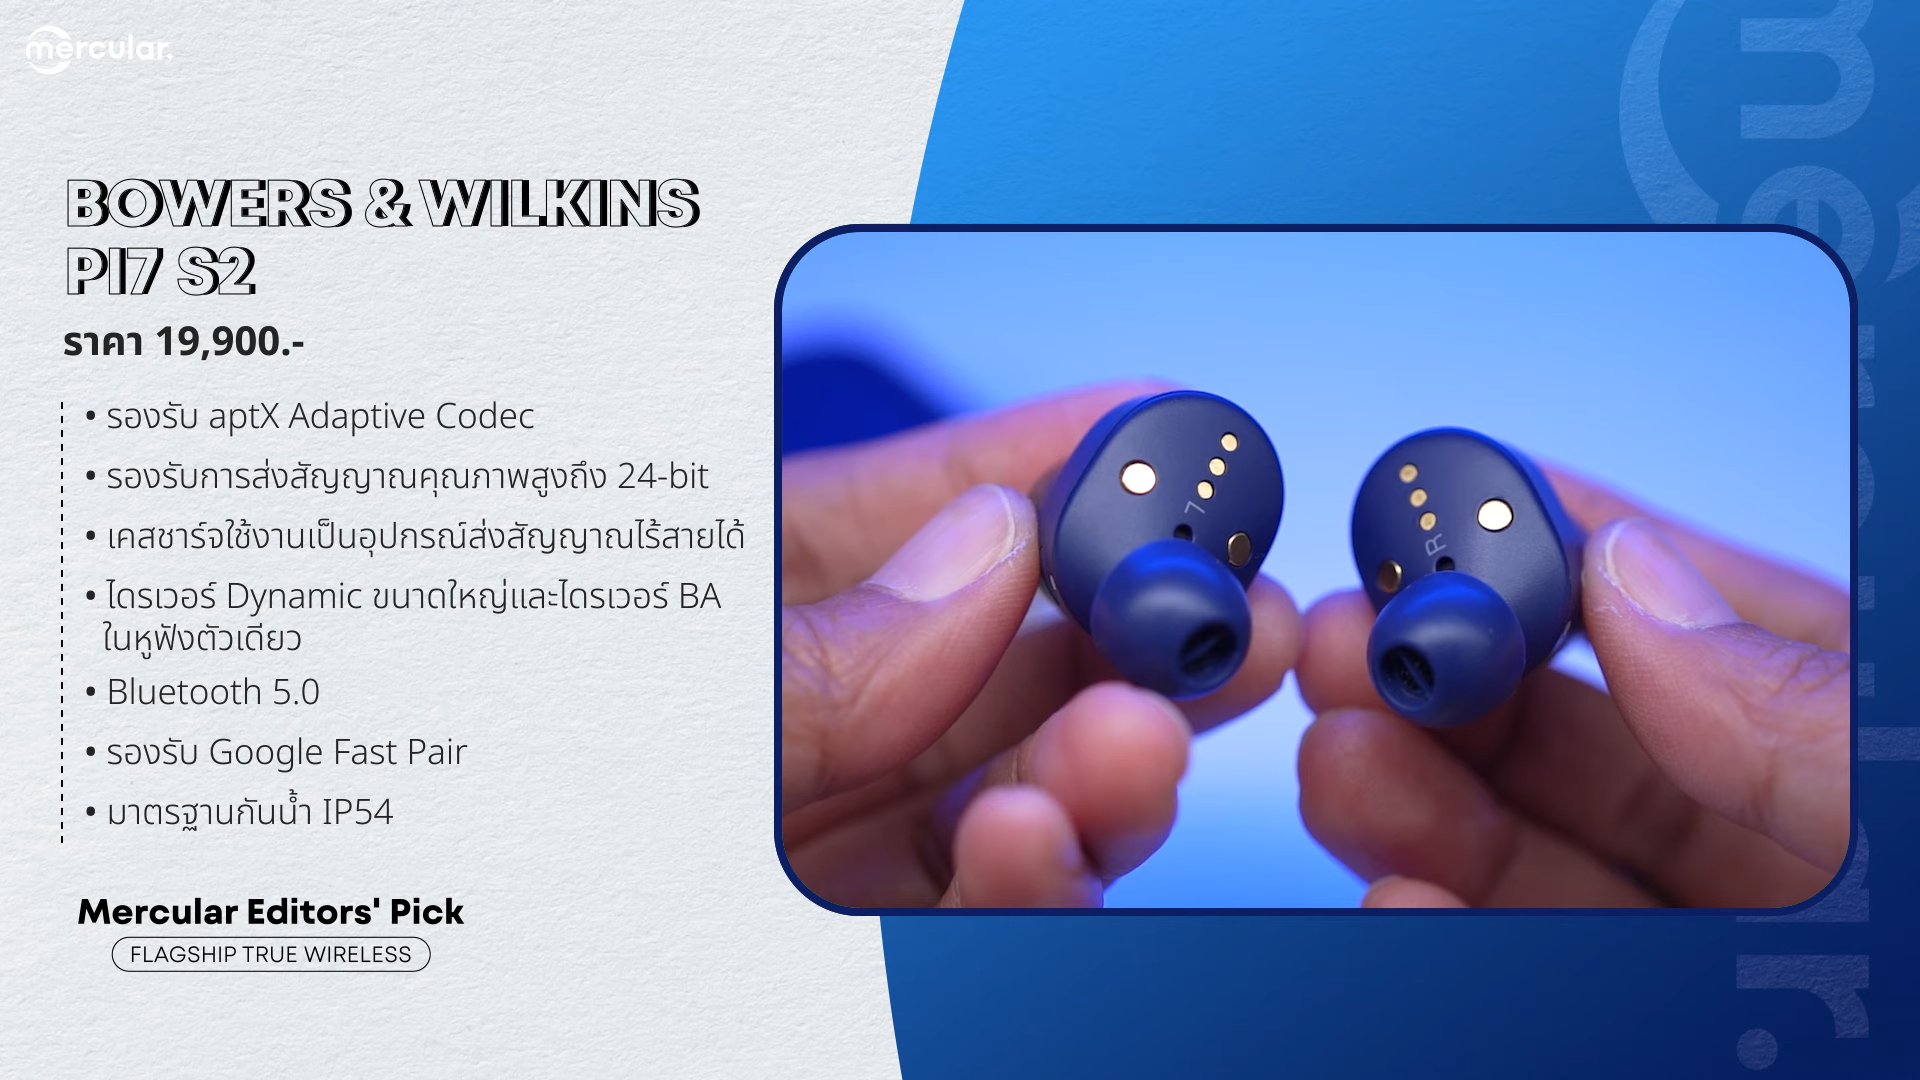 mercular.
BOWERS & WILKINS
PI7 S2
ราคา 19,900.-
• รองรับ aptX Adaptive Codec
• รองรับการส่งสัญญาณคุณภาพสูงถึง 24-bit
• เคสชาร์จใช้งานเป็นอุปกรณ์ส่งสัญญาณไร้สายได้
• ไดรเวอร์ Dynamic ขนาดใหญ่และไดรเวอร์ BA
ในหูฟังตัวเดียว
• Bluetooth 5.0
• รองรับ Google Fast Pair
• มาตรฐานกันน้ำ IP54
Mercular Editors' Pick
FLAGSHIP TRUE WIRELESS
L
R
mercular.